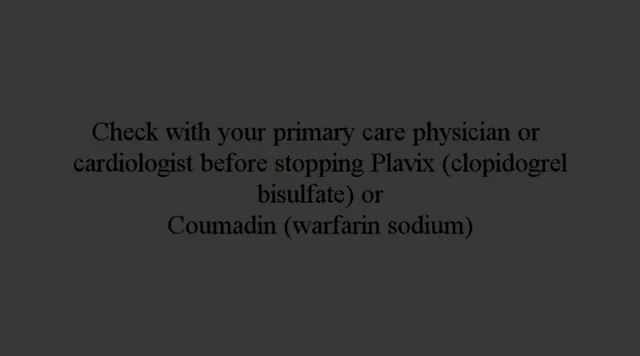 Check with your primary care physician or
cardiologist before stopping Plavix (clopidogrel
bisulfate) or
Coumadin (warfarin sodium)